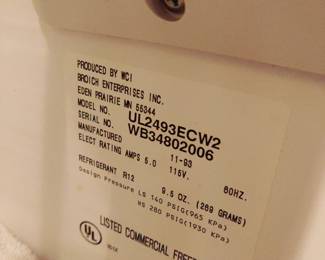 PRODUCED BY WCI
BROICH ENTERPRISES INC.
EDEN PRAIRIE MN 55344
MODEL NO. UL2493ECW2
SERIAL NO. WB34802006
MANUFACTURED 11-93
ELECT RATING AMPS 5.0 115V. 60HZ.
REFRIGERANT R12 9.5 OZ. (269 GRAMS)
Design Pressure LS 140 PSIG(965 KPa)
HS 280 PSIG(1930 KPa)
UL LISTED COMMERCIAL